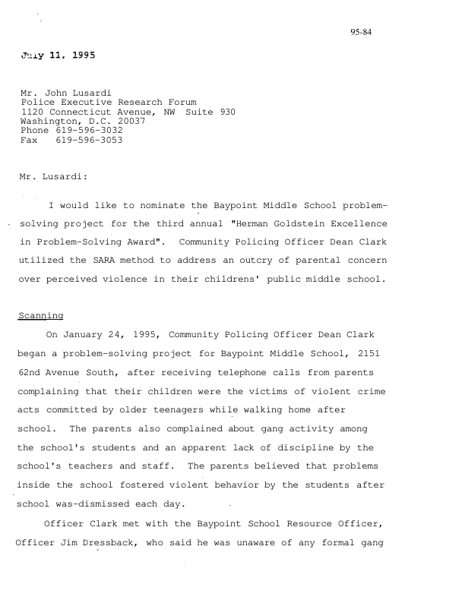 95-84
July 11, 1995
Mr. John Lusardi
Police Executive Research Forum
1120 Connecticut Avenue, NW Suite 930
Washington, D.C. 20037
Phone 619-596-3032
Fax 619-596-3053
Mr. Lusardi:
I would like to nominate the Baypoint Middle School problem-
solving project for the third annual "Herman Goldstein Excellence
in Problem-Solving Award". Community Policing Officer Dean Clark
utilized the SARA method to address an outcry of parental concern
over perceived violence in their childrens' public middle school.
Scanning
On January 24, 1995, Community Policing Officer Dean Clark
began a problem-solving project for Baypoint Middle School, 2151
62nd Avenue South, after receiving telephone calls from parents
complaining that their children were the victims of violent crime
acts committed by older teenagers while walking home after
school. The parents also complained about gang activity among
the school's students and an apparent lack of discipline by the
school's teachers and staff. The parents believed that problems
inside the school fostered violent behavior by the students after
school was-dismissed each day.
Officer Clark met with the Baypoint School Resource Officer,
Officer Jim Dressback, who said he was unaware of any formal gang